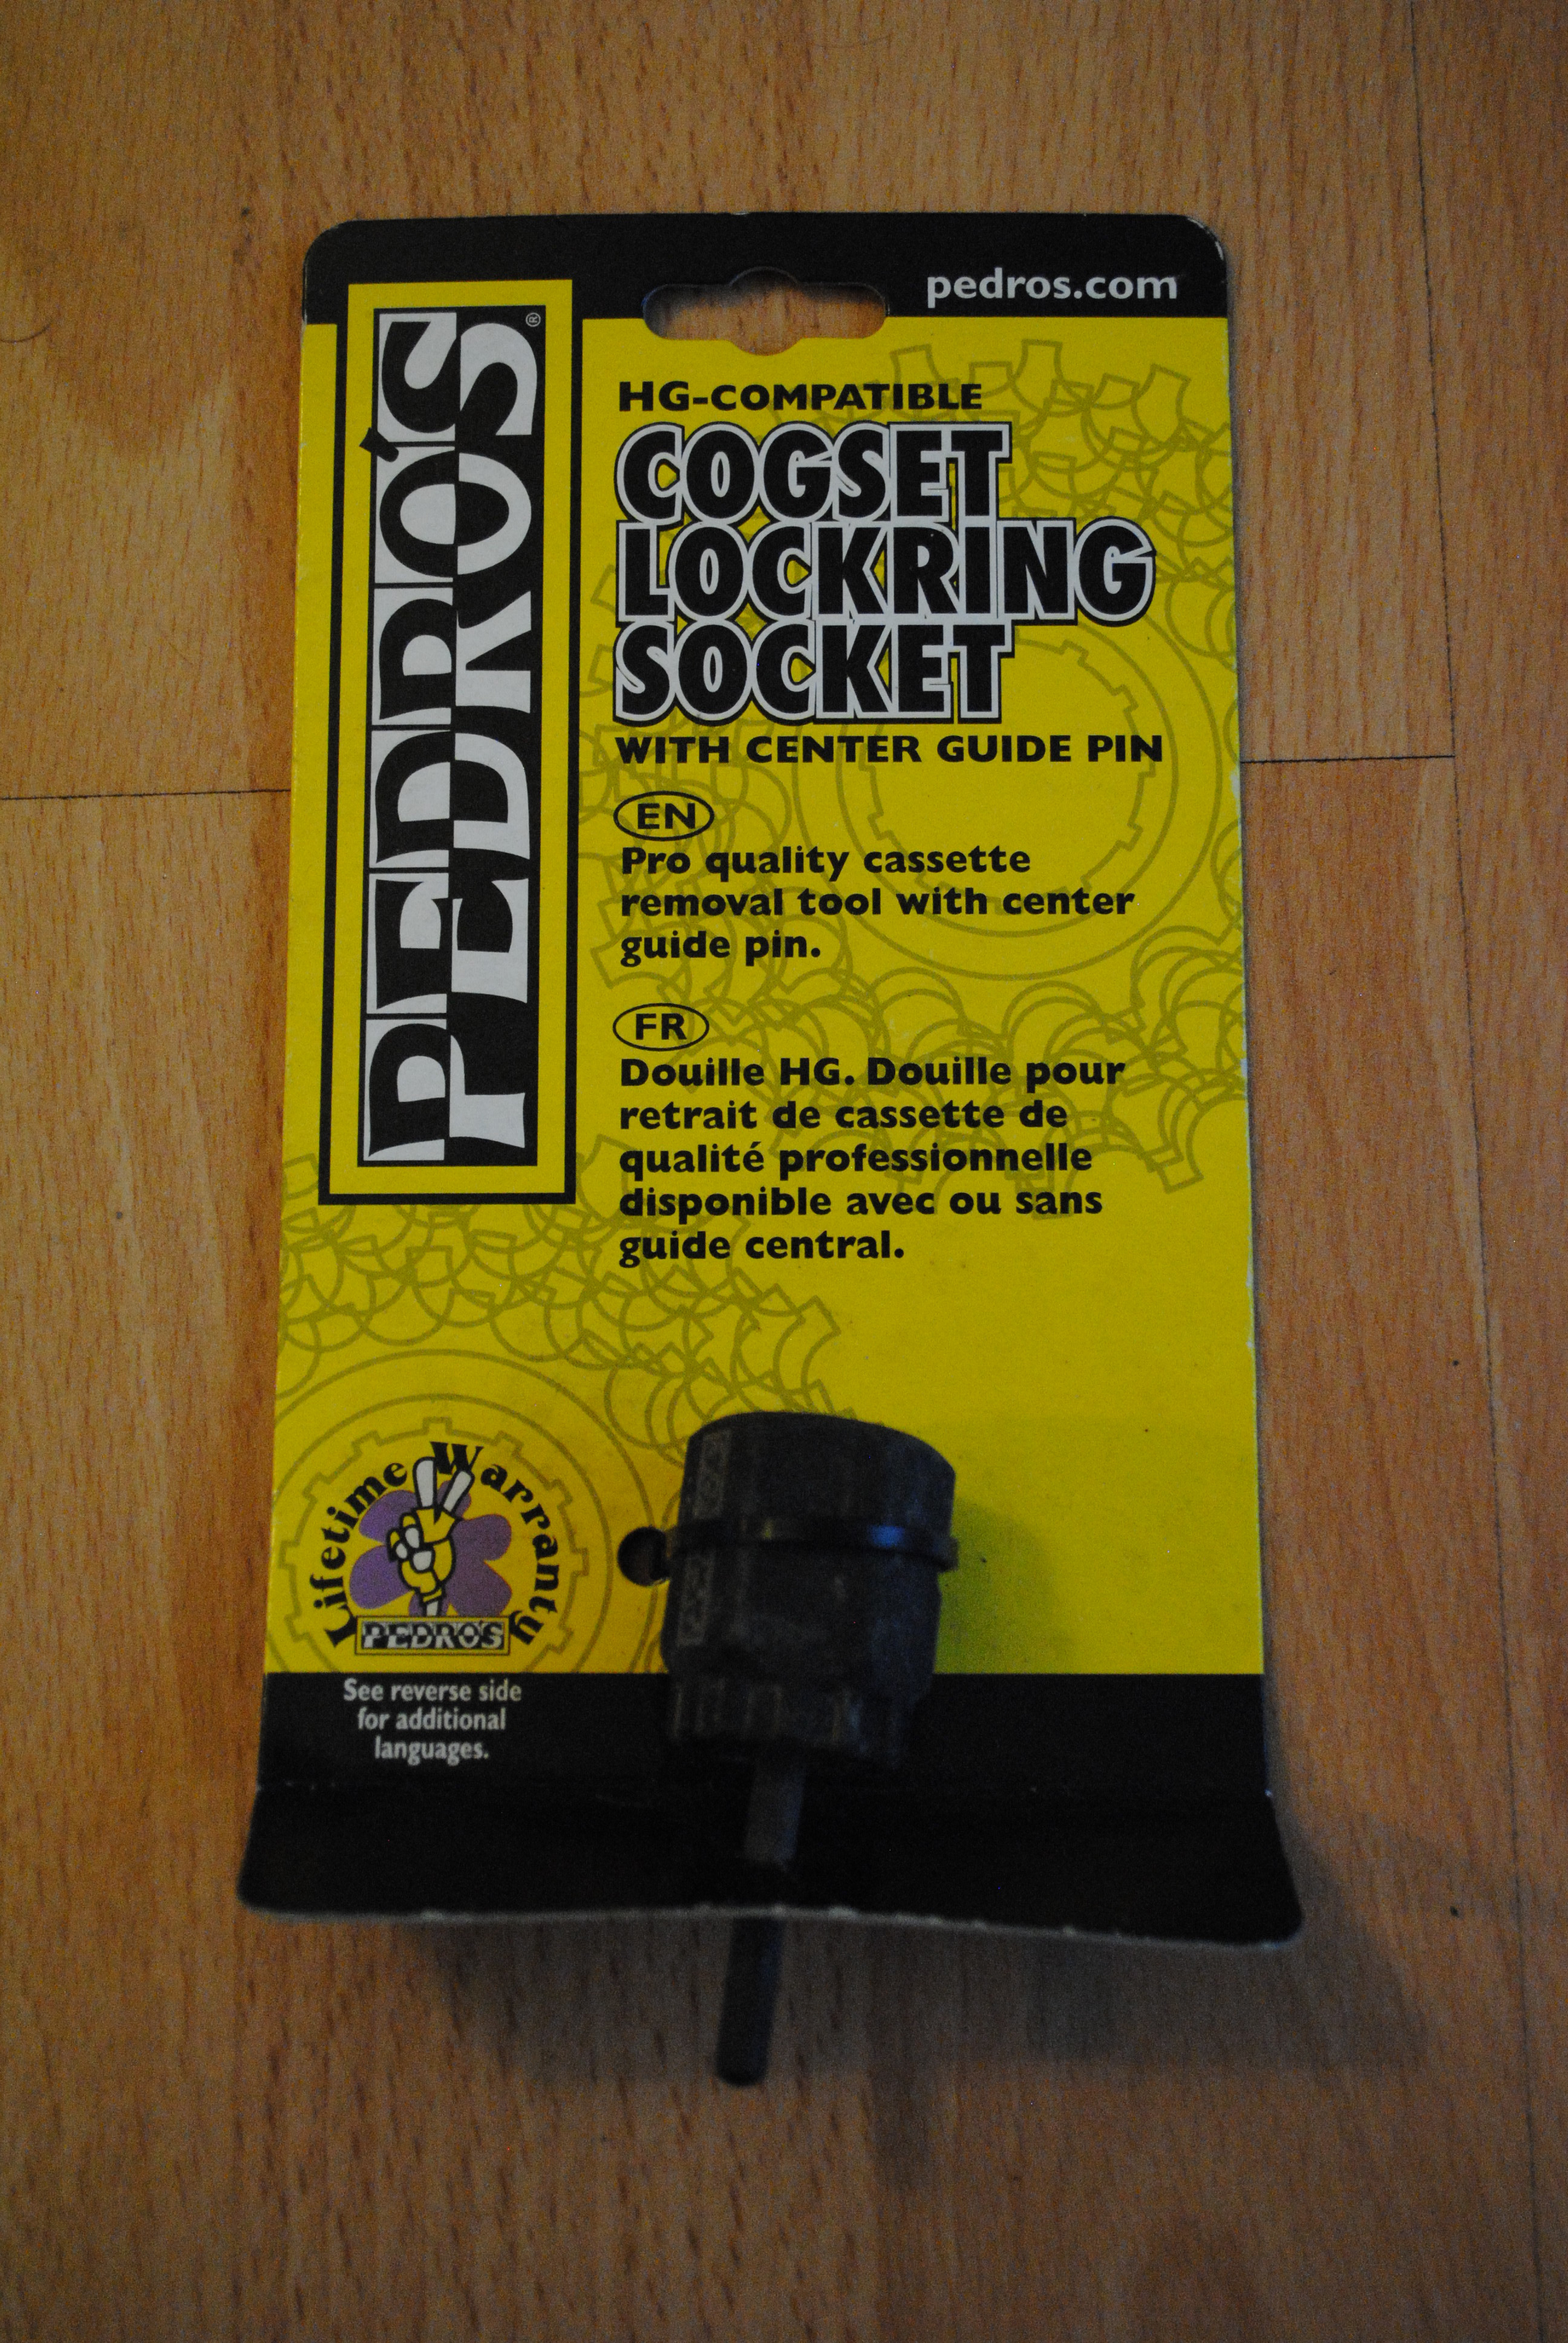 pedros.com
PEDRO'S®
HG-COMPATIBLE
COGSET
LOCKRING
SOCKET
WITH CENTER GUIDE PIN
EN
Pro quality cassette
removal tool with center
guide pin.
FR
Douille HG. Douille pour
retrait de cassette de
qualité professionnelle
disponible avec ou sans
guide central.
Lifetime Warranty
PEDRO'S
See reverse side
for additional
languages.